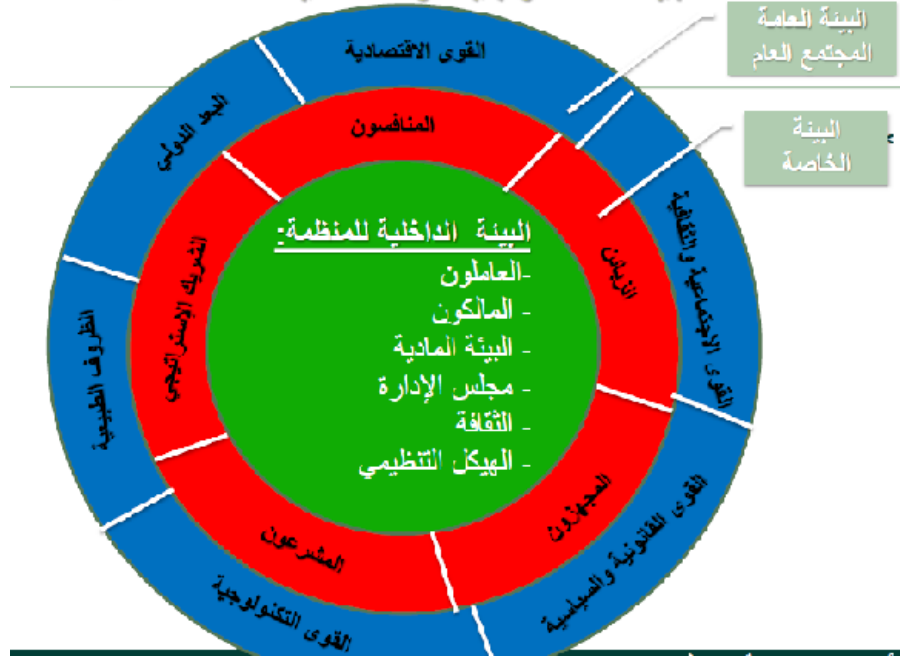 البيئة العامة
المجتمع العام
البيئة
الخاصة
القوى الاقتصادية
البعد الدولي
الظروف الطبيعية
القوى التكنولوجية
القوى القانونية والسياسية
القوى الاجتماعية والثقافية
المنافسون
الشريك الاستراتيجي
المشرعون
المجهزون
الزبائن
البيئة الداخلية للمنظمة:
-العاملون
- المالكون
- البيئة المادية
- مجلس الإدارة
- الثقافة
- الهيكل التنظيمي